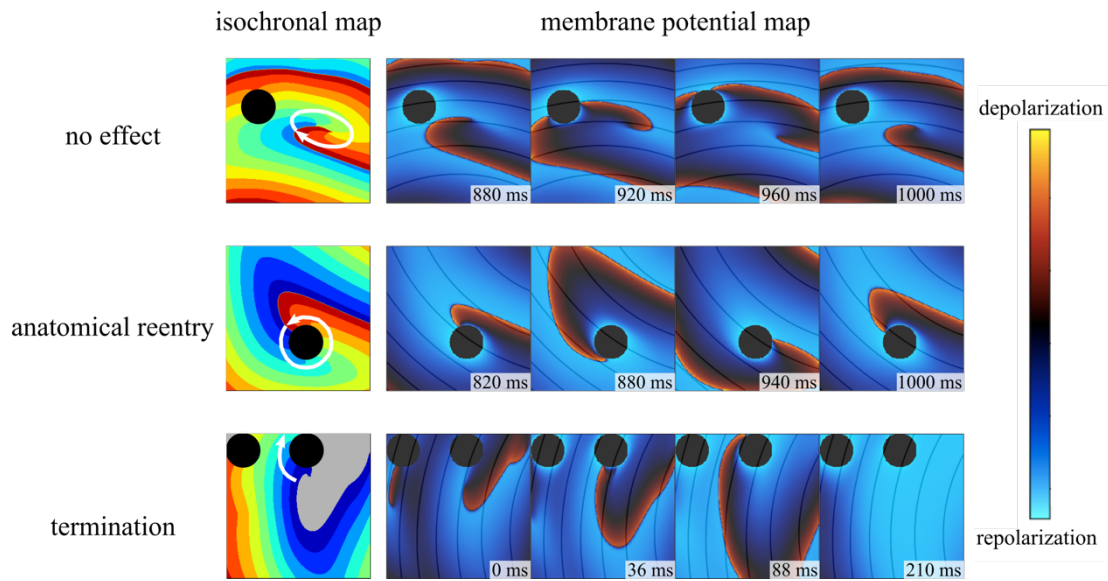 isochronal map
membrane potential map
no effect
880 ms
920 ms
960 ms
1000 ms
anatomical reentry
820 ms
880 ms
940 ms
1000 ms
termination
0 ms
36 ms
88 ms
210 ms
depolarization
repolarization